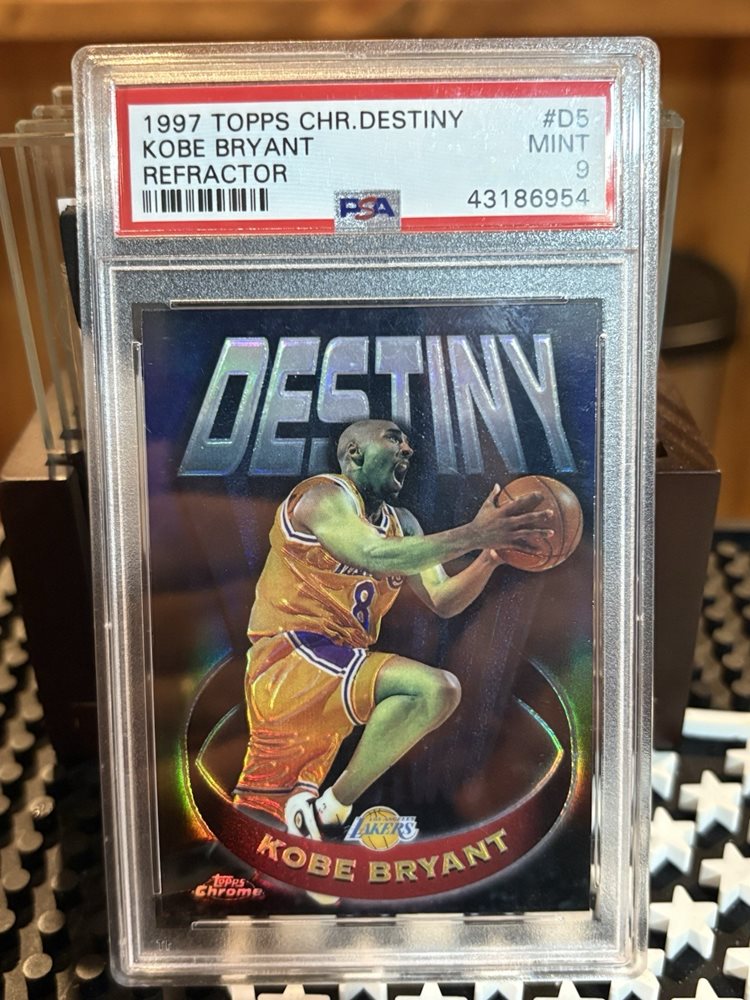 1997 TOPPS CHR.DESTINY #D5
KOBE BRYANT MINT
REFRACTOR 9
PSA 43186954
DESTINY
8
LAKERS
KOBE BRYANT
Topps
Chrome